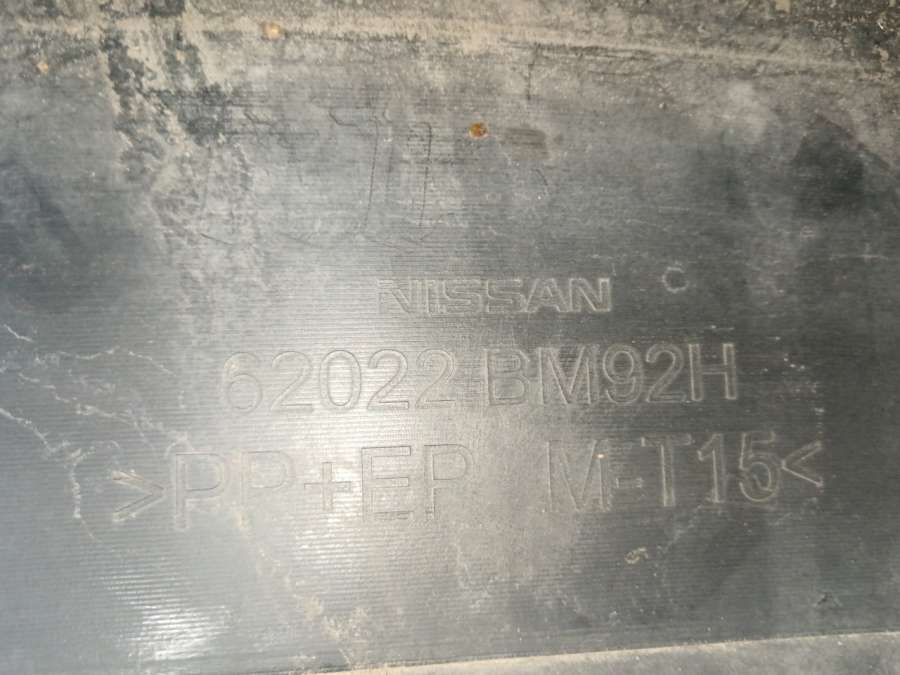 NISSAN
62022 BM92H
>PP+EP M-T15<